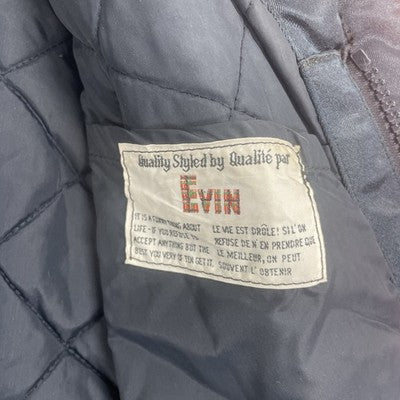 Quality Styled by Qualité par
EVIN
IT IS A FUNNY THING ABOUT
LIFE - IF YOU REFUSE TO
ACCEPT ANYTHING BUT THE
BEST YOU VERY OFTEN GET IT.
LE VIE EST DRÔLE! SI L'ON
REFUSE DE N EN PRENDRE QUE
LE MEILLEUR, ON PEUT
SOUVENT L'OBTENIR